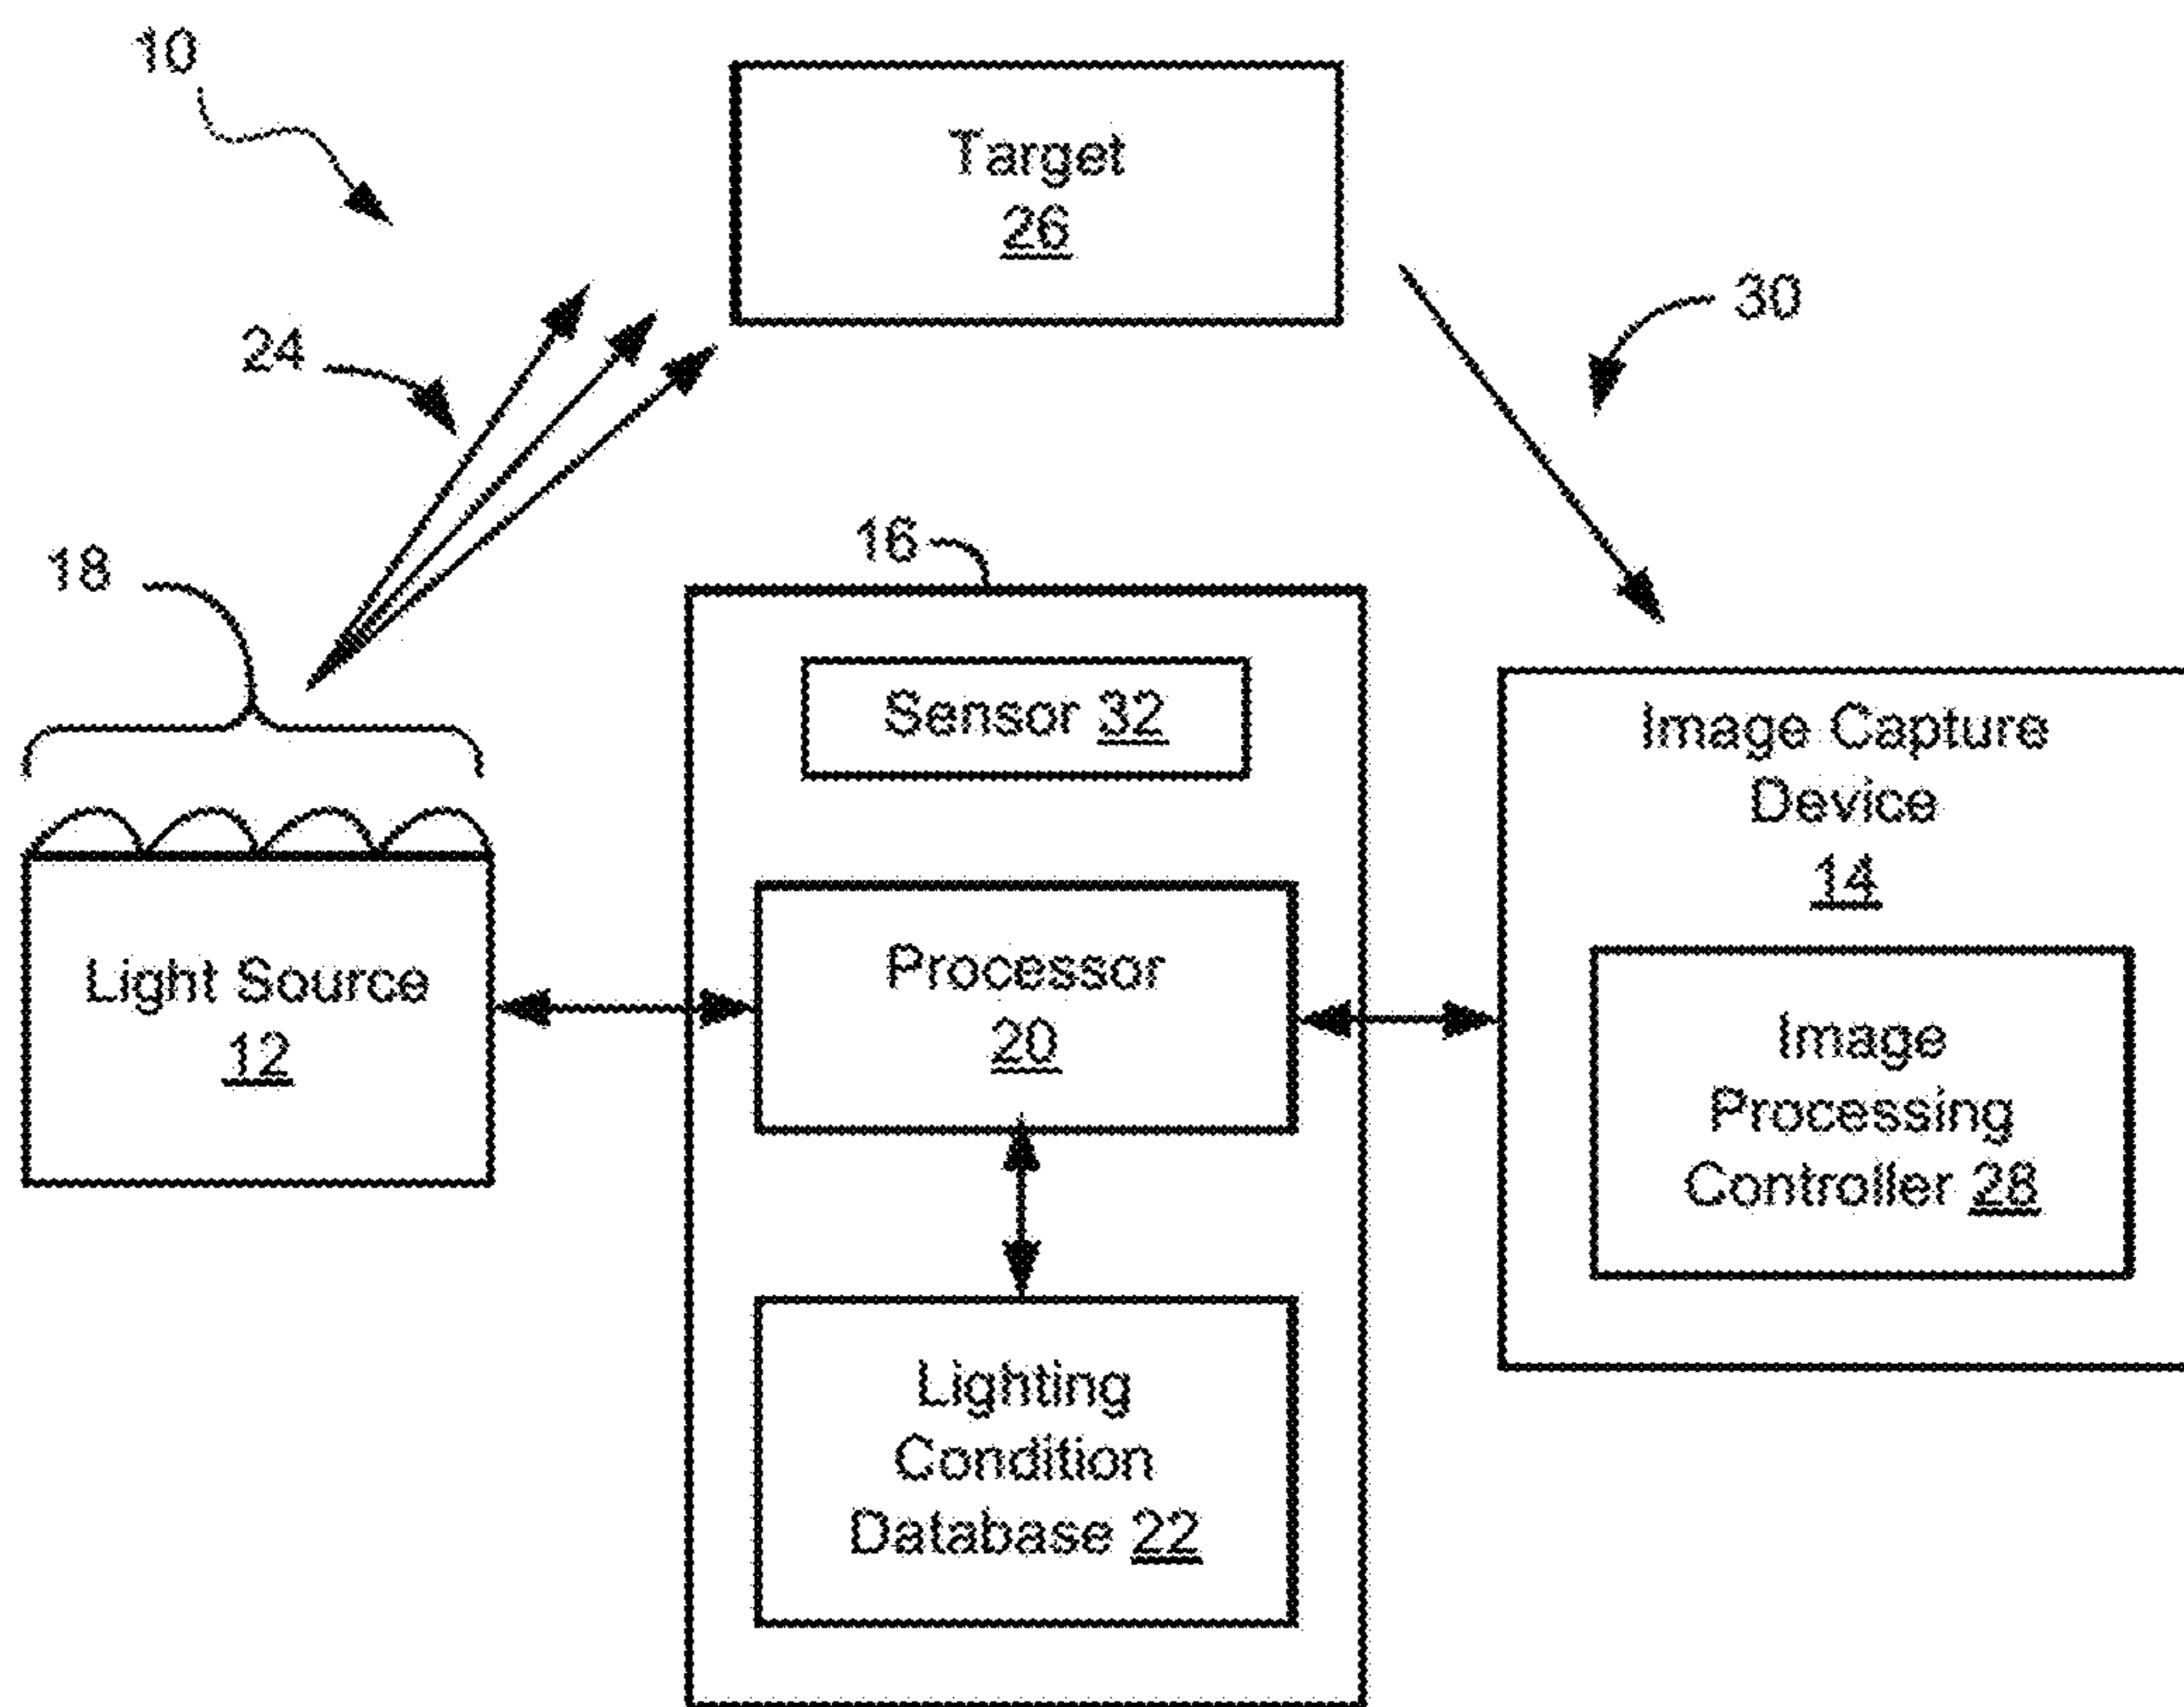 10
Target
26
30
24
16
18
Sensor 32
Image Capture
Device
14
Processor
20
Light Source
12
Image
Processing
Controller 28
Lighting
Condition
Database 22